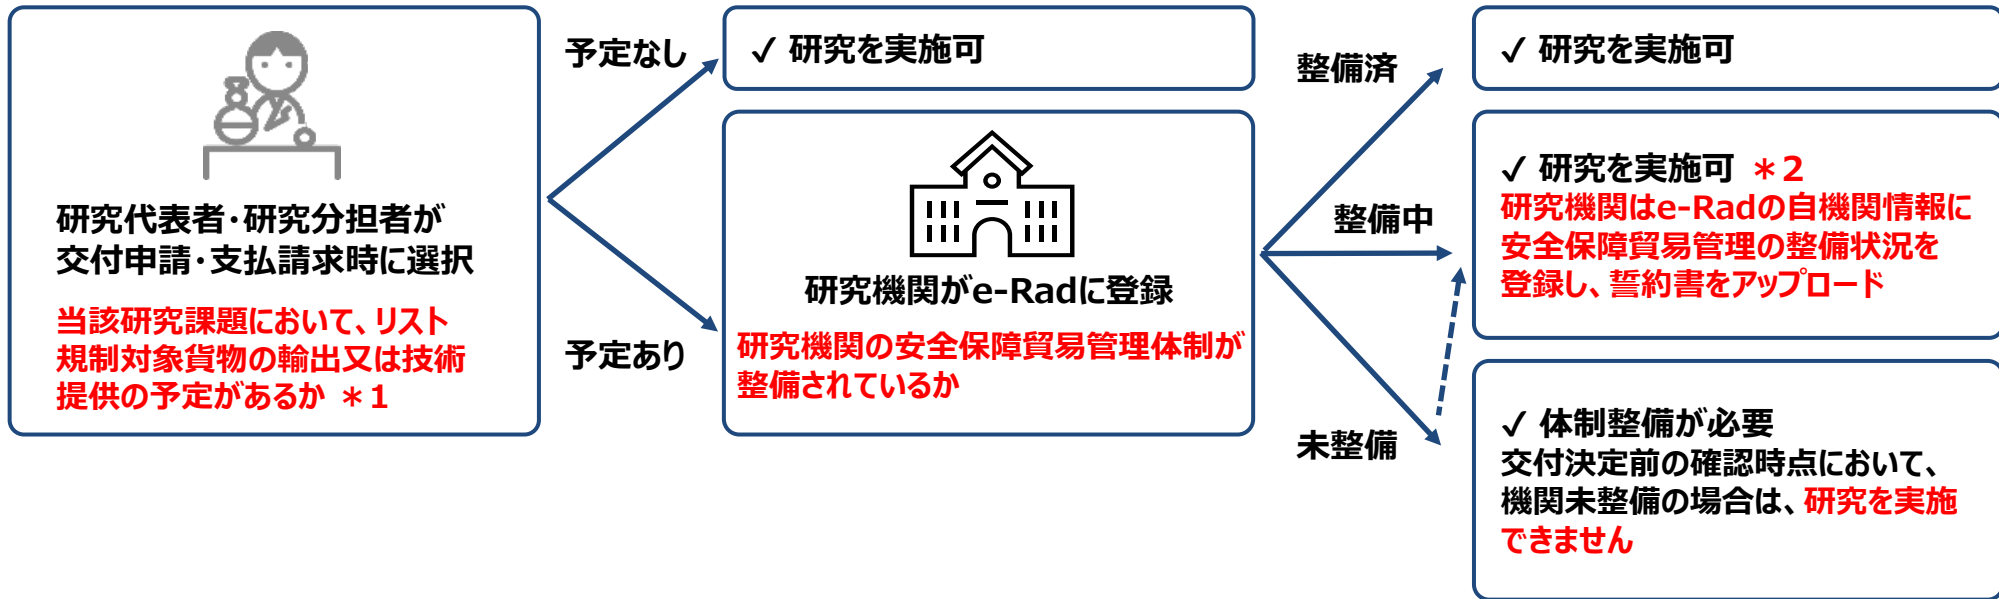 研究代表者・研究分担者が
交付申請・支払請求時に選択
当該研究課題において、リスト
規制対象貨物の輸出又は技術
提供の予定があるか ＊１
予定なし
予定あり
✓ 研究を実施可
研究機関がe-Radに登録
研究機関の安全保障貿易管理体制が
整備されているか
整備済
整備中
未整備
✓ 研究を実施可
✓ 研究を実施可 ＊２
研究機関はe-Radの自機関情報に
安全保障貿易管理の整備状況を
登録し、誓約書をアップロード
✓ 体制整備が必要
交付決定前の確認時点において、
機関未整備の場合は、研究を実施
できません